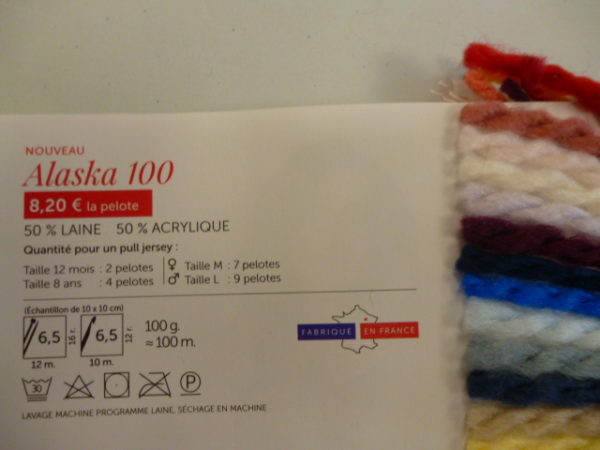 NOUVEAU
Alaska 100
8,20 € la pelote
50 % LAINE 50 % ACRYLIQUE
Quantité pour un pull jersey :
Taille 12 mois : 2 pelotes
Taille 8 ans : 4 pelotes
♀ Taille M : 7 pelotes
♂ Taille L : 9 pelotes
(Échantillon de 10 x 10 cm)
6,5
16 r.
12 m.
6,5
12 r.
10 m.
100 g.
≈ 100 m.
FABRIQUÉ EN FRANCE
30
P
LAVAGE MACHINE PROGRAMME LAINE, SÉCHAGE EN MACHINE